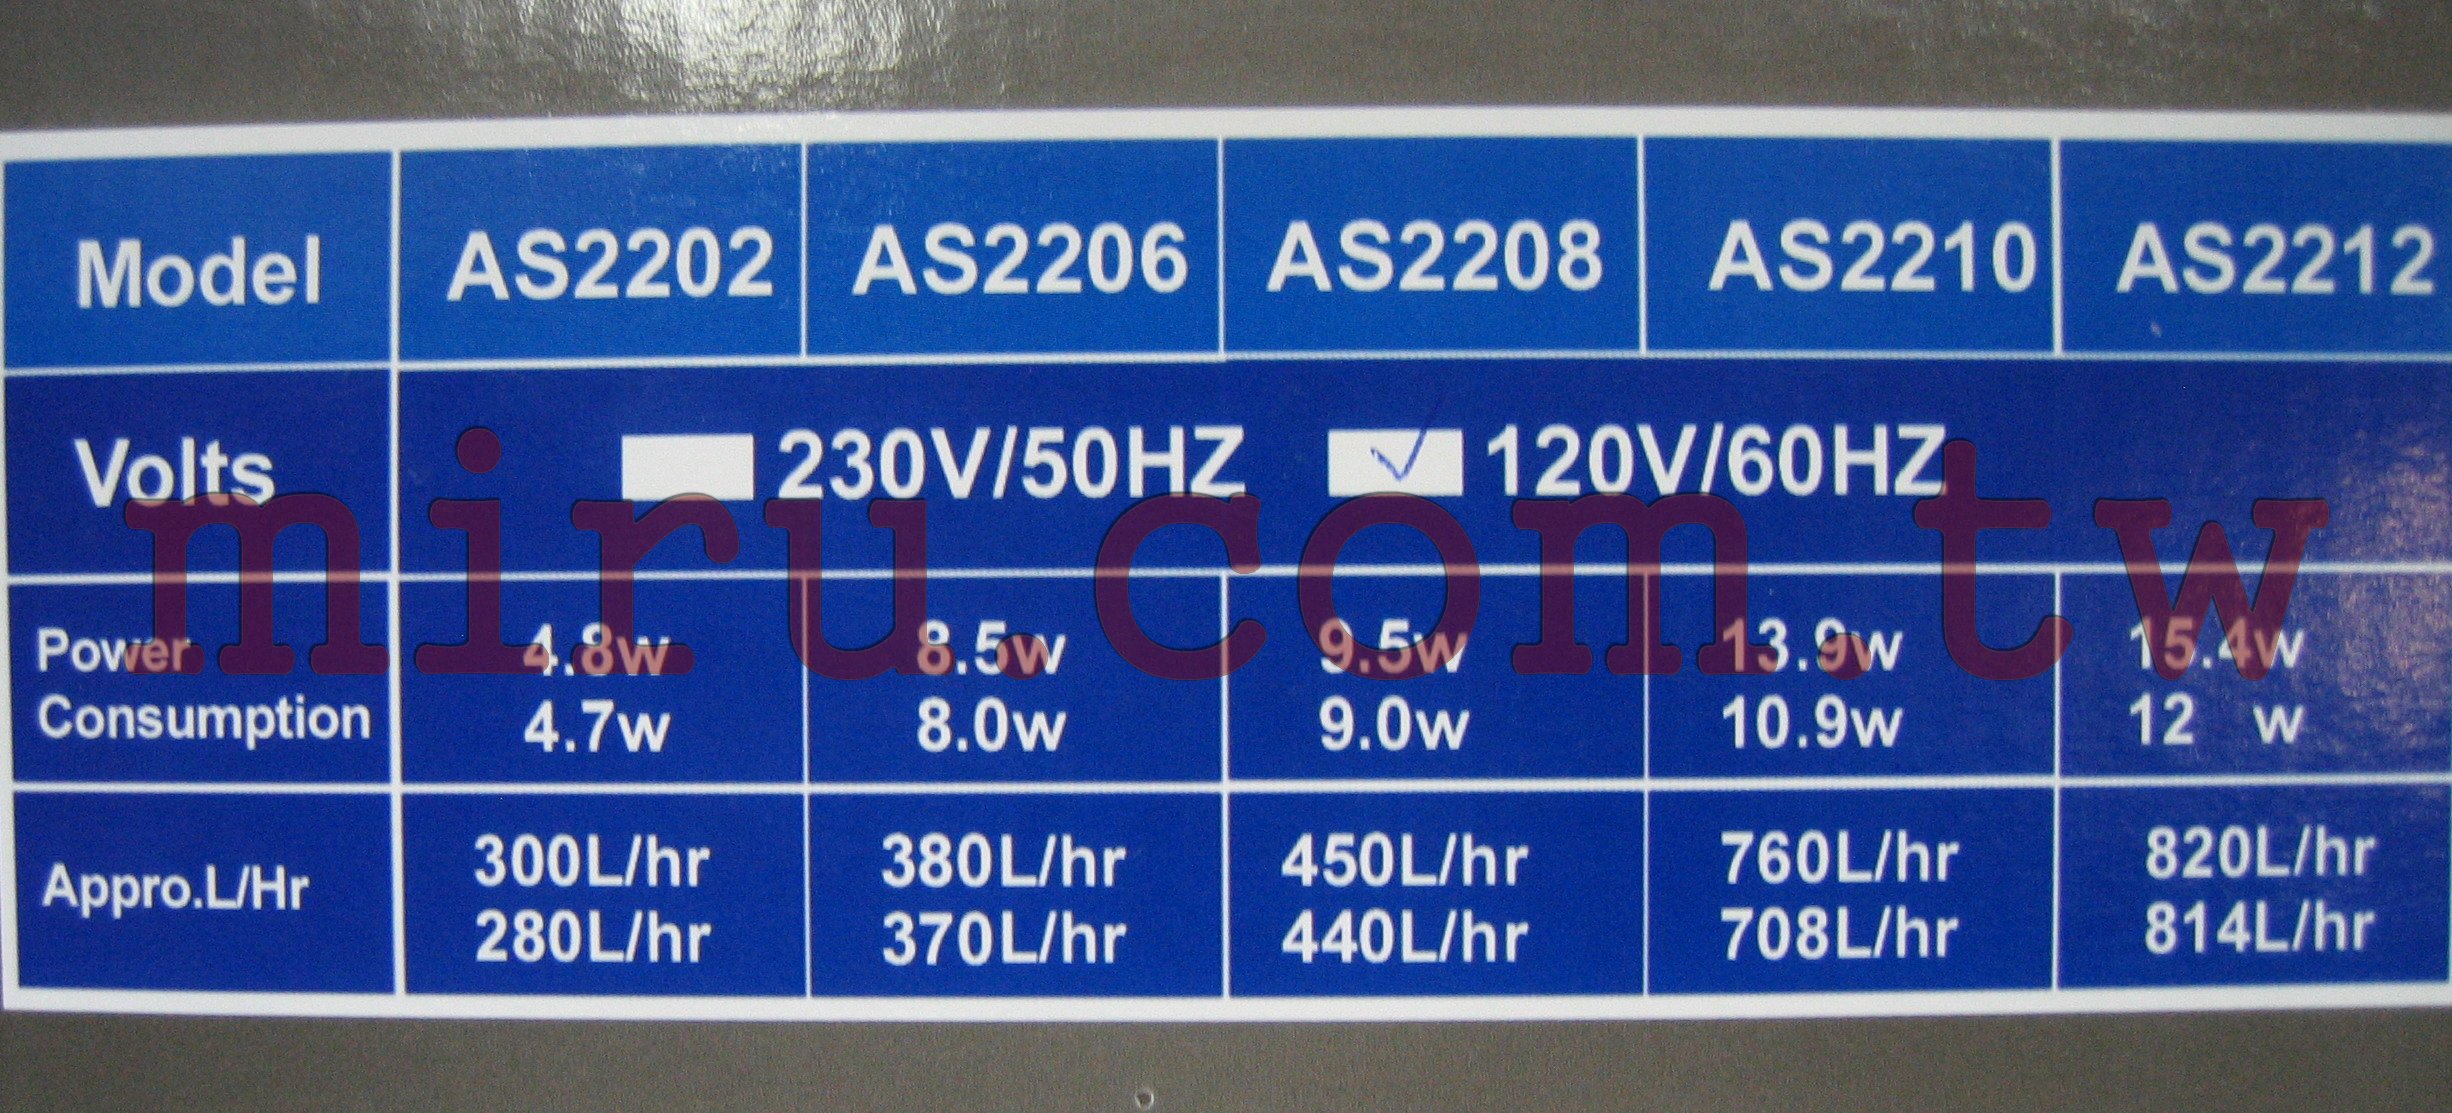 Model AS2202 AS2206 AS2208 AS2210 AS2212
Volts 230V/50HZ 120V/60HZ
miru.com.tw
Power 4.8w 8.5w 9.5w 13.9w 15.4w
Consumption 4.7w 8.0w 9.0w 10.9w 12 w
300L/hr 380L/hr 450L/hr 760L/hr 820L/hr
Appro.L/Hr
280L/hr 370L/hr 440L/hr 708L/hr 814L/hr